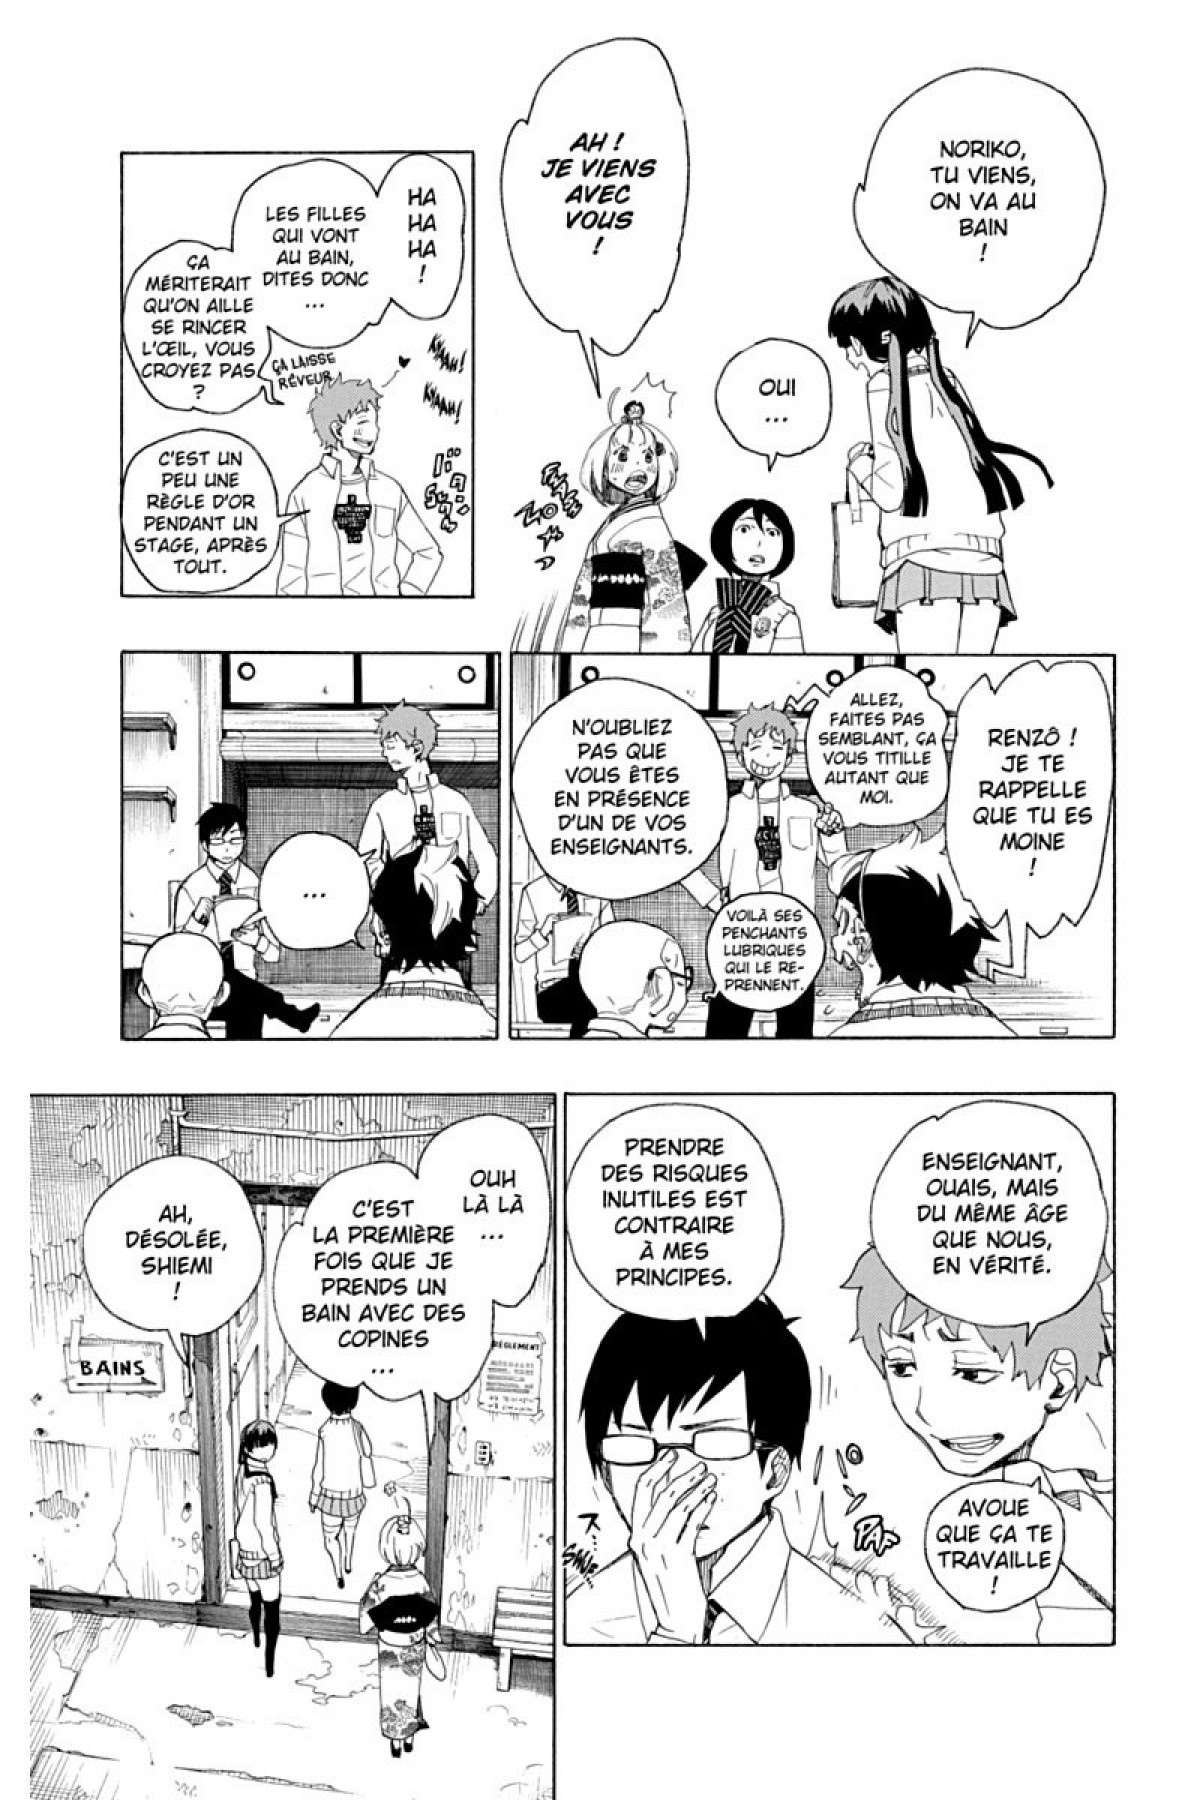 NORIKO,
TU VIENS,
ON VA AU
BAIN
!
AH !
JE VIENS
AVEC
VOUS
!
OUI
...
HA
HA
HA
!
LES FILLES
QUI VONT
AU BAIN,
DITES DONC
...
ÇA
MÉRITERAIT
QU'ON AILLE
SE RINCER
L'ŒIL, VOUS
CROYEZ PAS
?
ÇA LAISSE
RÊVEUR
C'EST UN
PEU UNE
RÈGLE D'OR
PENDANT UN
STAGE, APRÈS
TOUT.
RENZÔ !
JE TE
RAPPELLE
QUE TU ES
MOINE
!
ALLEZ,
FAITES PAS
SEMBLANT, ÇA
VOUS TITILLE
AUTANT QUE
MOI.
VOILÀ SES
PENCHANTS
LUBRIQUES
QUI LE RE-
PRENNENT.
N'OUBLIEZ
PAS QUE
VOUS ÊTES
EN PRÉSENCE
D'UN DE VOS
ENSEIGNANTS.
...
ENSEIGNANT,
OUAIS, MAIS
DU MÊME ÂGE
QUE NOUS,
EN VÉRITÉ.
PRENDRE
DES RISQUES
INUTILES EST
CONTRAIRE
À MES
PRINCIPES.
AVOUE
QUE ÇA TE
TRAVAILLE
!
PAF
OUH
LÀ LÀ
...
C'EST
LA PREMIÈRE
FOIS QUE JE
PRENDS UN
BAIN AVEC DES
COPINES
...
AH,
DÉSOLÉE,
SHIEMI
!
BAINS
RÈGLEMENT